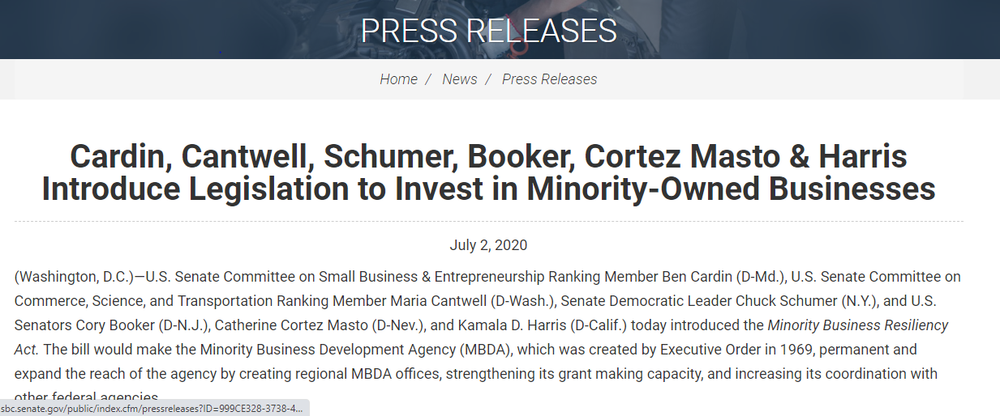 PRESS RELEASES
Home / News / Press Releases
Cardin, Cantwell, Schumer, Booker, Cortez Masto & Harris
Introduce Legislation to Invest in Minority-Owned Businesses
July 2, 2020
(Washington, D.C.)—U.S. Senate Committee on Small Business & Entrepreneurship Ranking Member Ben Cardin (D-Md.), U.S. Senate Committee on
Commerce, Science, and Transportation Ranking Member Maria Cantwell (D-Wash.), Senate Democratic Leader Chuck Schumer (N.Y.), and U.S.
Senators Cory Booker (D-N.J.), Catherine Cortez Masto (D-Nev.), and Kamala D. Harris (D-Calif.) today introduced the Minority Business Resiliency
Act. The bill would make the Minority Business Development Agency (MBDA), which was created by Executive Order in 1969, permanent and
expand the reach of the agency by creating regional MBDA offices, strengthening its grant making capacity, and increasing its coordination with
other federal agencies
sbc.senate.gov/public/index.cfm/pressreleases?ID=999CE328-3738-4...